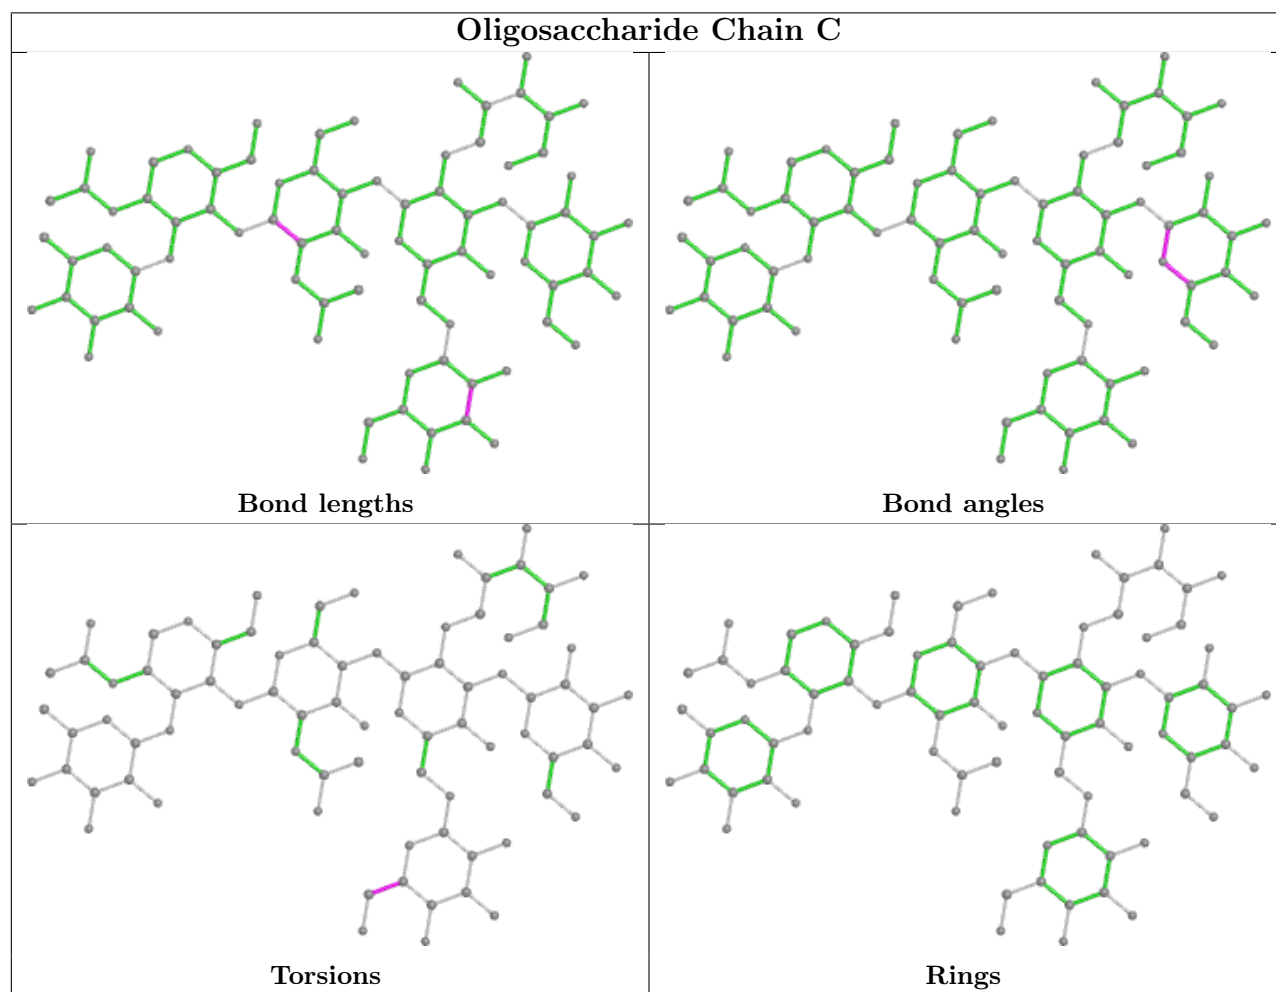 Oligosaccharide Chain C
Bond lengths
Bond angles
Torsions
Rings